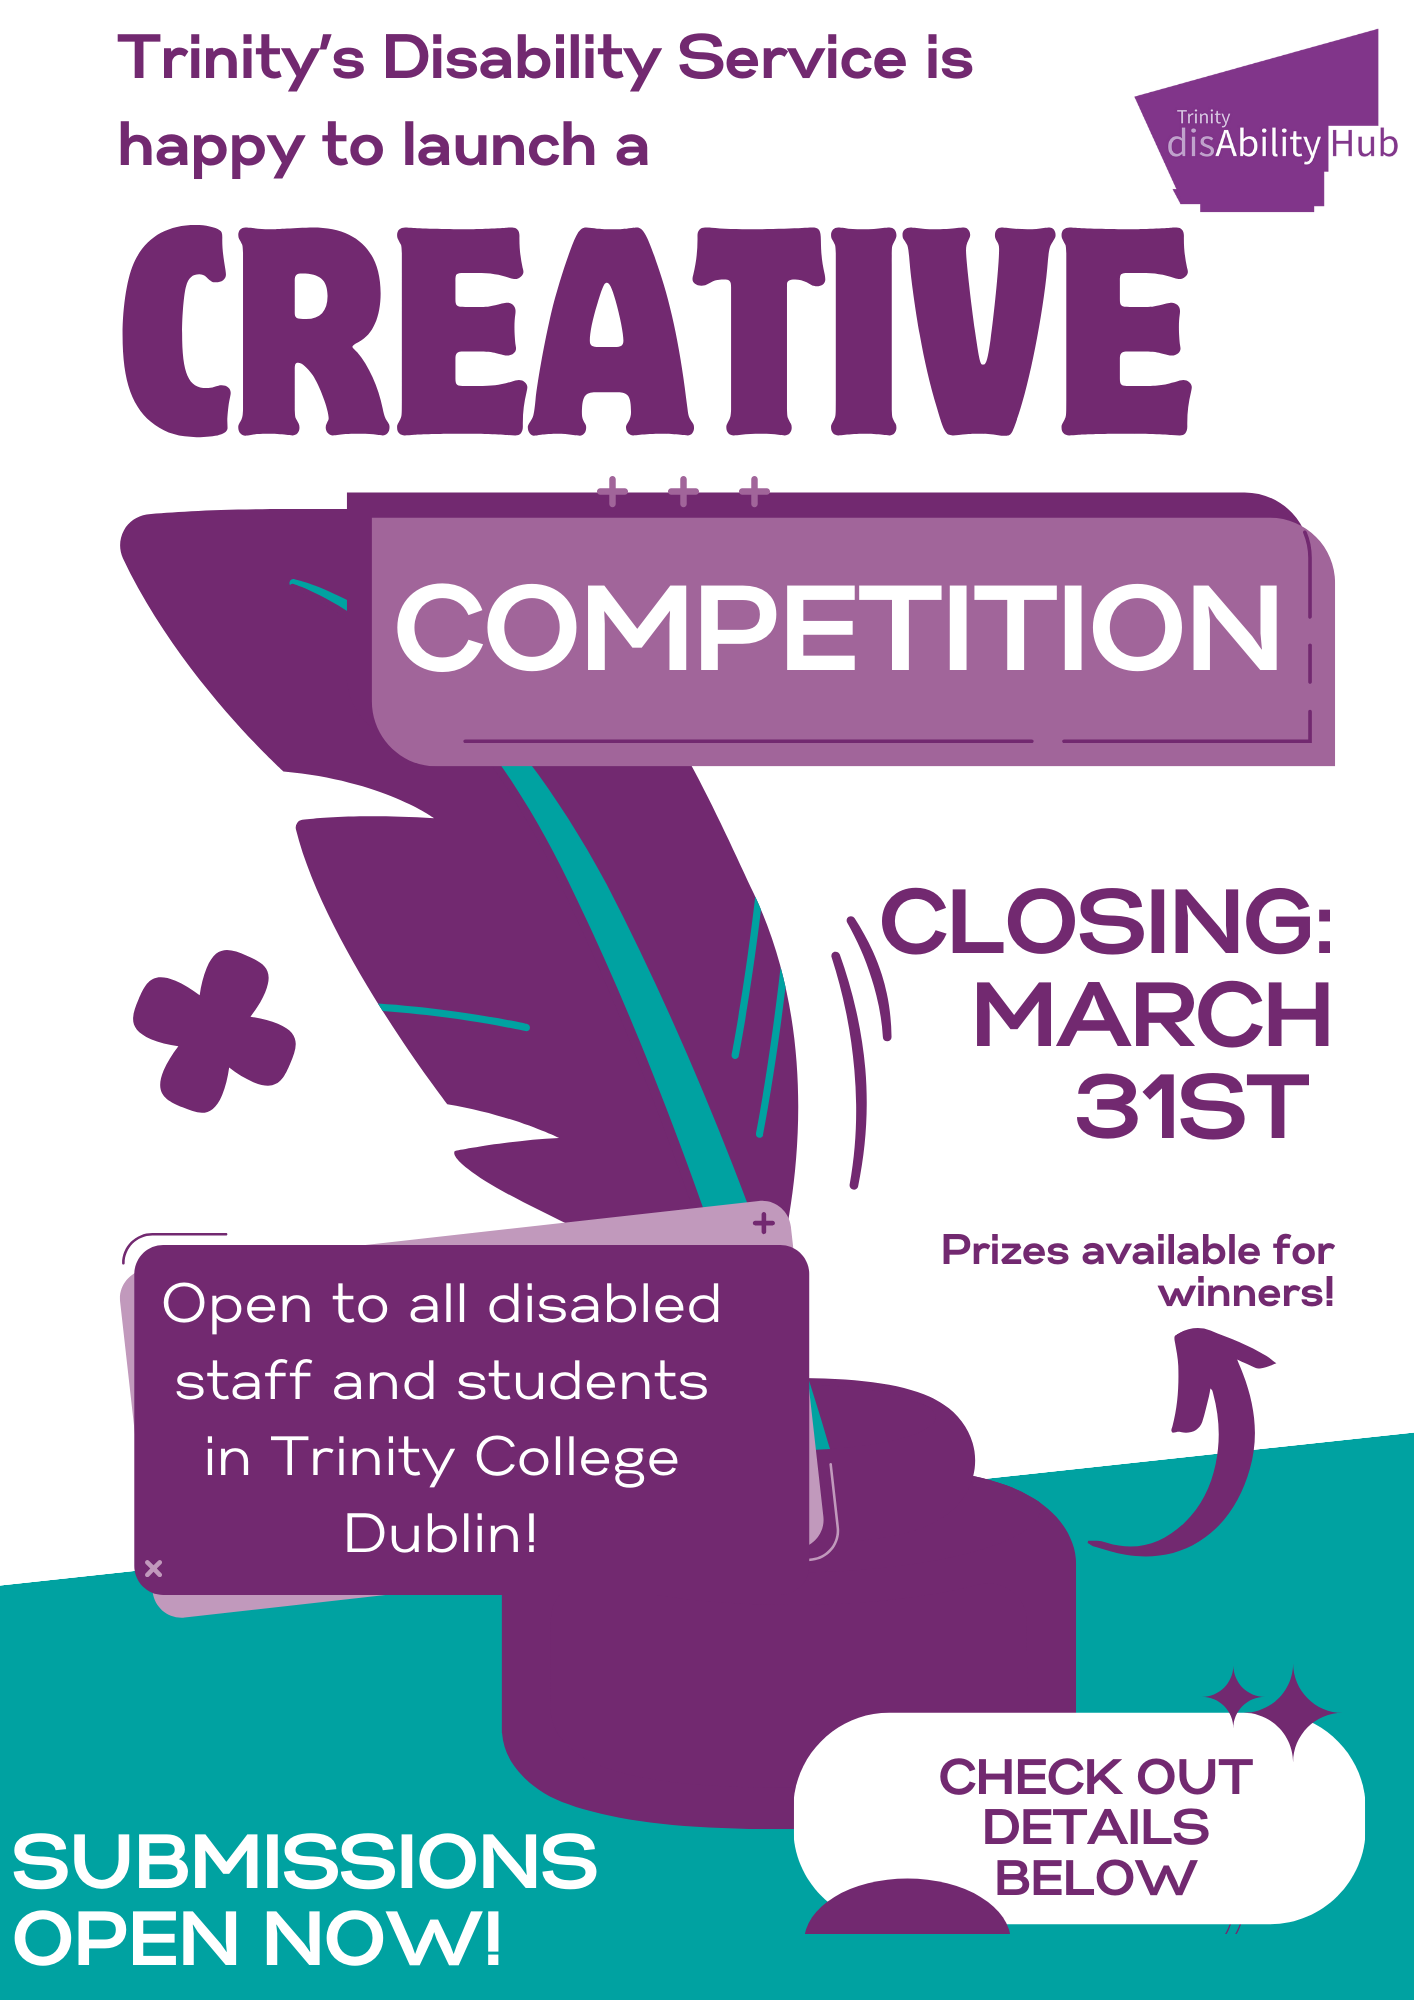 Trinity’s Disability Service is
happy to launch a
Trinity
disAbility Hub
CREATIVE
COMPETITION
CLOSING:
MARCH
31ST
Prizes available for
winners!
Open to all disabled
staff and students
in Trinity College
Dublin!
CHECK OUT
DETAILS
BELOW
SUBMISSIONS
OPEN NOW!